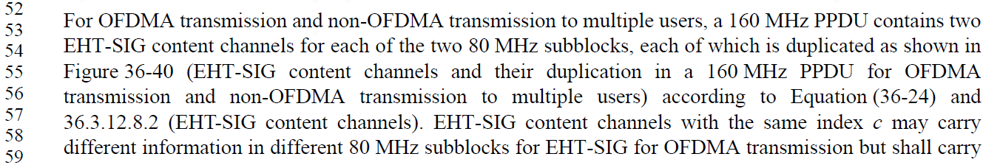 52
53 For OFDMA transmission and non-OFDMA transmission to multiple users, a 160 MHz PPDU contains two
54 EHT-SIG content channels for each of the two 80 MHz subblocks, each of which is duplicated as shown in
55 Figure 36-40 (EHT-SIG content channels and their duplication in a 160 MHz PPDU for OFDMA
56 transmission and non-OFDMA transmission to multiple users) according to Equation (36-24) and
57 36.3.12.8.2 (EHT-SIG content channels). EHT-SIG content channels with the same index c may carry
58
59 different information in different 80 MHz subblocks for EHT-SIG for OFDMA transmission but shall carry